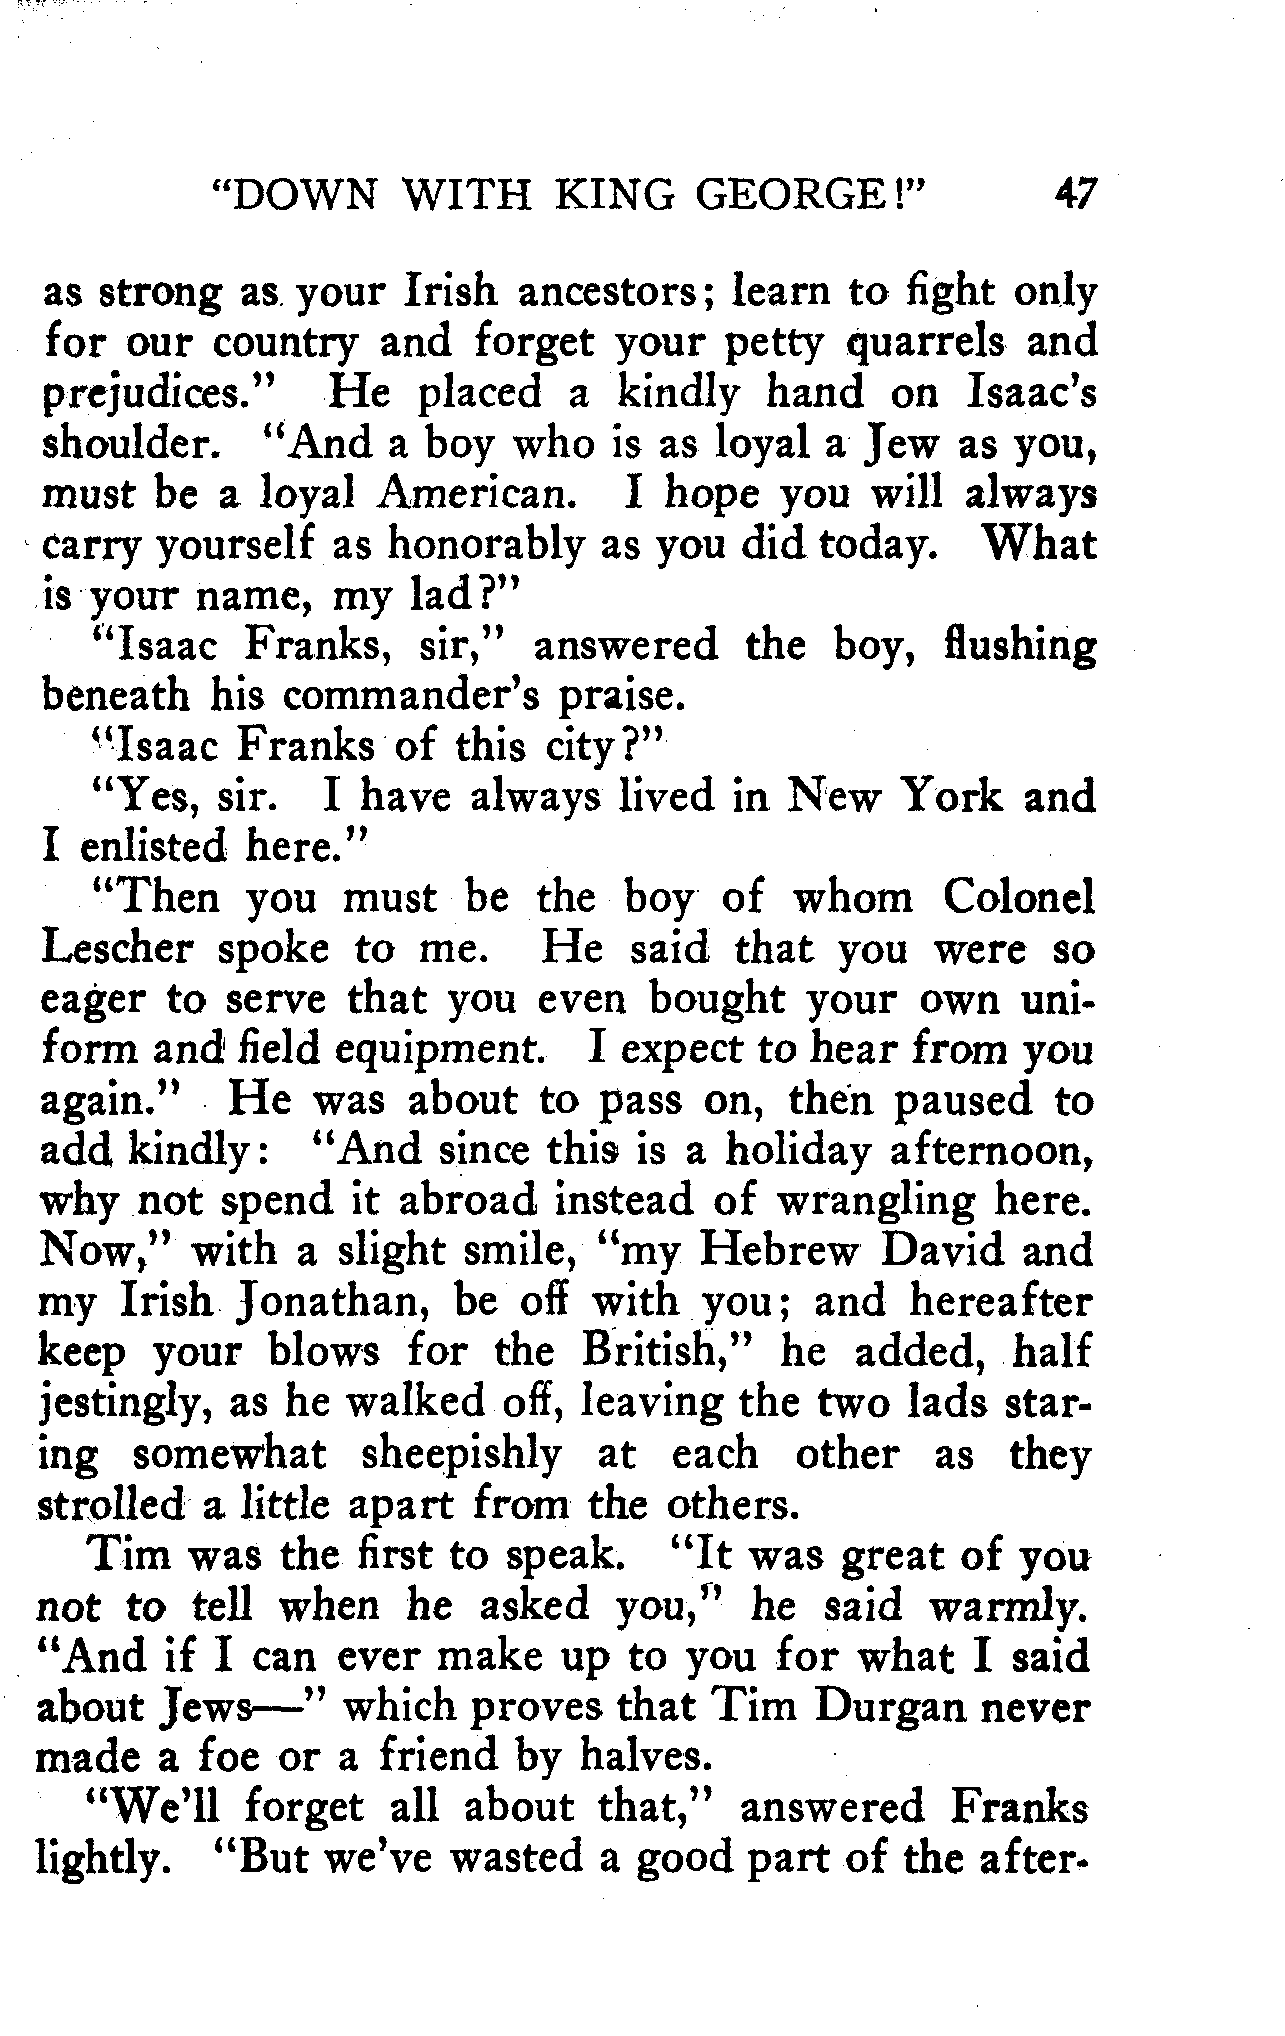 "DOWN WITH KING GEORGE!" 47
as strong as your Irish ancestors; learn to fight only
for our country and forget your petty quarrels and
prejudices." He placed a kindly hand on Isaac's
shoulder. "And a boy who is as loyal a Jew as you,
must be a loyal American. I hope you will always
carry yourself as honorably as you did today. What
is your name, my lad?"
"Isaac Franks, sir," answered the boy, flushing
beneath his commander's praise.
"Isaac Franks of this city?"
"Yes, sir. I have always lived in New York and
I enlisted here."
"Then you must be the boy of whom Colonel
Lescher spoke to me. He said that you were so
eager to serve that you even bought your own uni-
form and field equipment. I expect to hear from you
again." He was about to pass on, then paused to
add kindly: "And since this is a holiday afternoon,
why not spend it abroad instead of wrangling here.
Now," with a slight smile, "my Hebrew David and
my Irish Jonathan, be off with you; and hereafter
keep your blows for the British," he added, half
jestingly, as he walked off, leaving the two lads star-
ing somewhat sheepishly at each other as they
strolled a little apart from the others.
Tim was the first to speak. "It was great of you
not to tell when he asked you," he said warmly.
"And if I can ever make up to you for what I said
about Jews—" which proves that Tim Durgan never
made a foe or a friend by halves.
"We'll forget all about that," answered Franks
lightly. "But we've wasted a good part of the after-